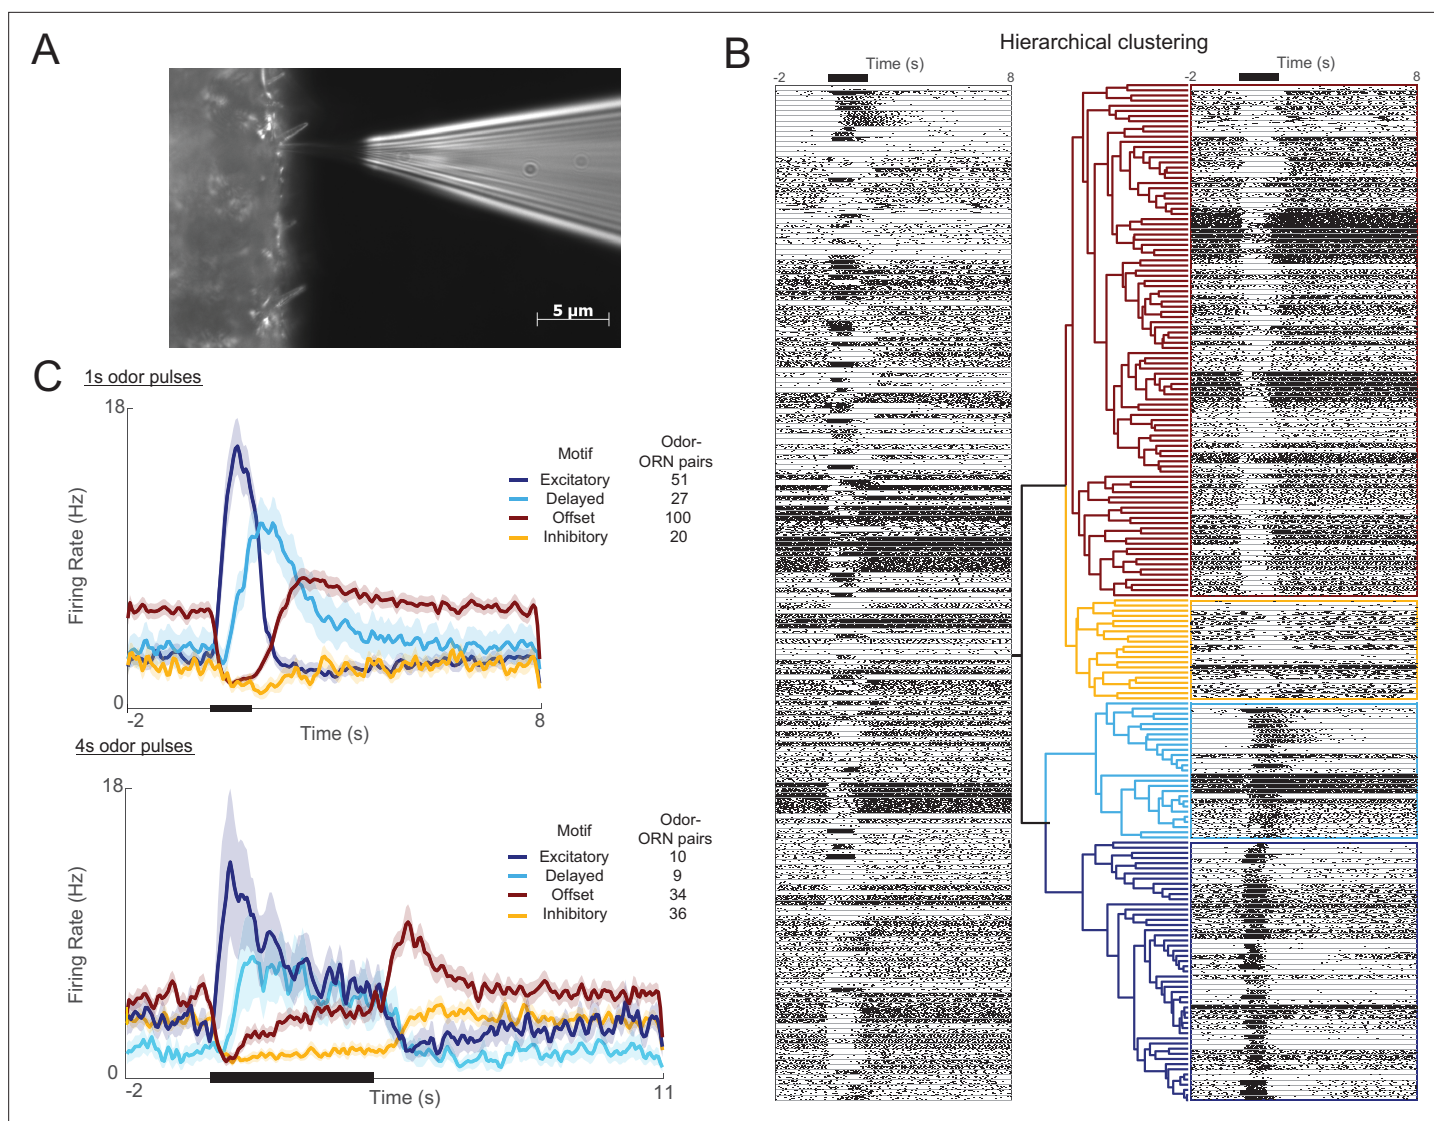 A
5 µm
B
Hierarchical clustering
Time (s)
-2
8
Time (s)
-2
8
C
1s odor pulses
18
0
Firing Rate (Hz)
-2
8
Time (s)
Motif
Odor-
ORN pairs
Excitatory 51
Delayed 27
Offset 100
Inhibitory 20
4s odor pulses
18
0
Firing Rate (Hz)
-2
11
Time (s)
Motif
Odor-
ORN pairs
Excitatory 10
Delayed 9
Offset 34
Inhibitory 36